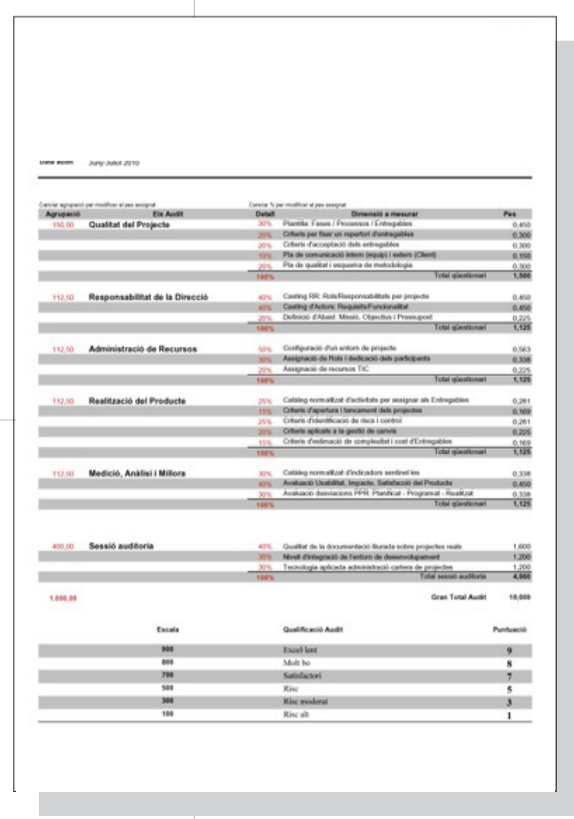 Data audit Juny-Juliol 2010
Canviar agrupació per modificar el pes assignat Canviar % per modificar el pes assignat
Agrupació Eix Audit Detall Dimensió a mesurar Pes
150,00 Qualitat del Projecte 30% Plantilla: Fases / Processos / Entregables 0,450
20% Criteris per fixar un repertori d'entregables 0,300
20% Criteris d'acceptació dels entregables 0,300
10% Pla de comunicació intern (equip) i extern (Client) 0,150
20% Pla de qualitat i esquema de metodologia 0,300
100% Total qüestionari 1,500
112,50 Responsabilitat de la Direcció 40% Casting RR: Rols/Responsabilitats per projecte 0,450
40% Casting d'Actors: Requisits/Funcionalitat 0,450
20% Definició d'Abast: Missió, Objectius i Pressupost 0,225
100% Total qüestionari 1,125
112,50 Administració de Recursos 50% Configuració d'un entorn de projecte 0,563
30% Assignació de Rols i dedicació dels participants 0,338
20% Assignació de recursos TIC 0,225
100% Total qüestionari 1,125
112,50 Realització del Producte 25% Catàleg normalitzat d'activitats per assignar als Entregables 0,281
15% Criteris d'apertura i tancament dels projectes 0,169
25% Criteris d'identificació de riscs i control 0,281
20% Criteris aplicats a la gestió de canvis 0,225
15% Criteris d'estimació de complexitat i cost d'Entregables 0,169
100% Total qüestionari 1,125
112,50 Medició, Anàlisi i Millora 30% Catàleg normalitzat d'indicadors sentinel·les 0,338
40% Avaluació Usabilitat, Impacte, Satisfacció del Producte 0,450
30% Avaluació desviacions PPR: Planificat - Programat - Realitzat 0,338
100% Total qüestionari 1,125
400,00 Sessió auditoria 40% Qualitat de la documentació lliurada sobre projectes reals 1,600
30% Nivell d'integració de l'entorn de desenvolupament 1,200
30% Tecnologia aplicada administració cartera de projectes 1,200
100% Total sessió auditoria 4,000
1.000,00 Gran Total Audit 10,000
Escala Qualificació Audit Puntuació
900 Excel·lent 9
800 Molt bo 8
700 Satisfactori 7
500 Risc 5
300 Risc moderat 3
100 Risc alt 1